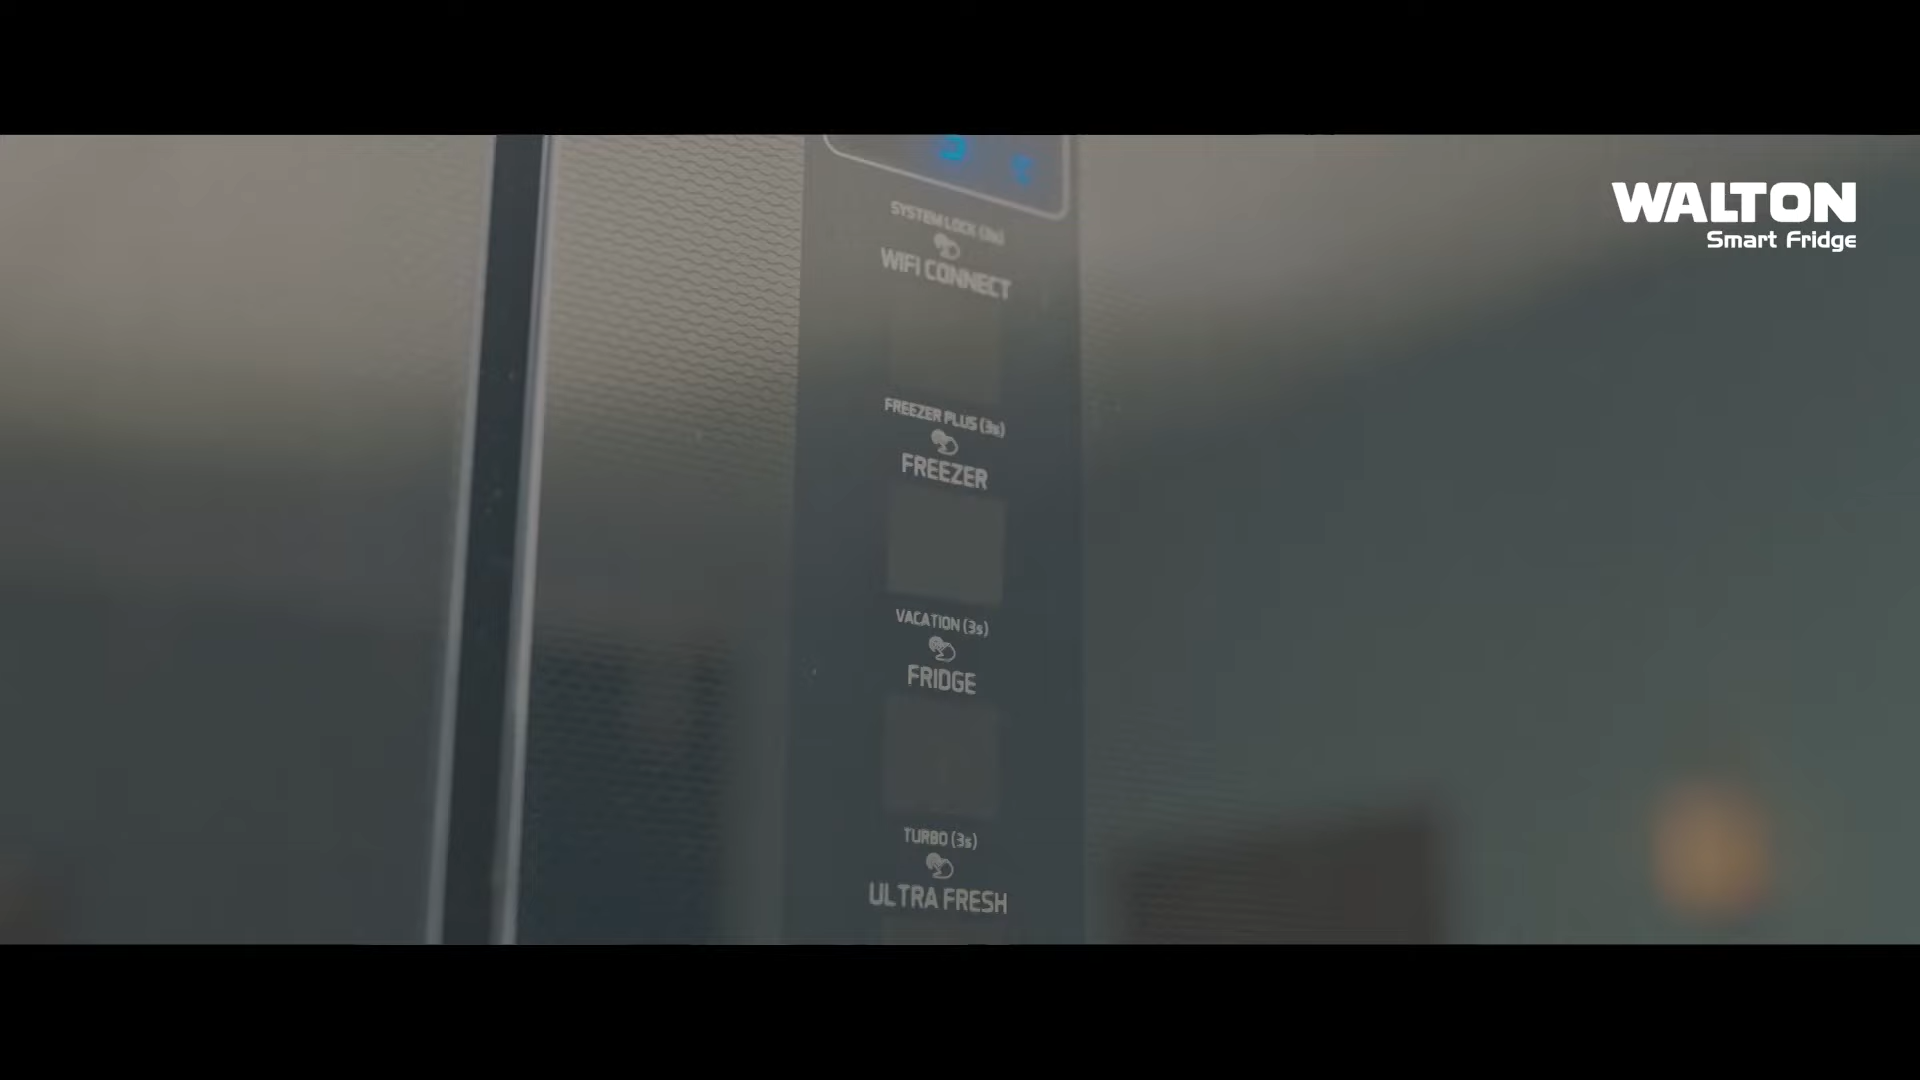 WALTON
Smart Fridge
℃
SYSTEM LOCK (3s)
WIFI CONNECT
FREEZER PLUS (3s)
FREEZER
VACATION (3s)
FRIDGE
TURBO (3s)
ULTRA FRESH